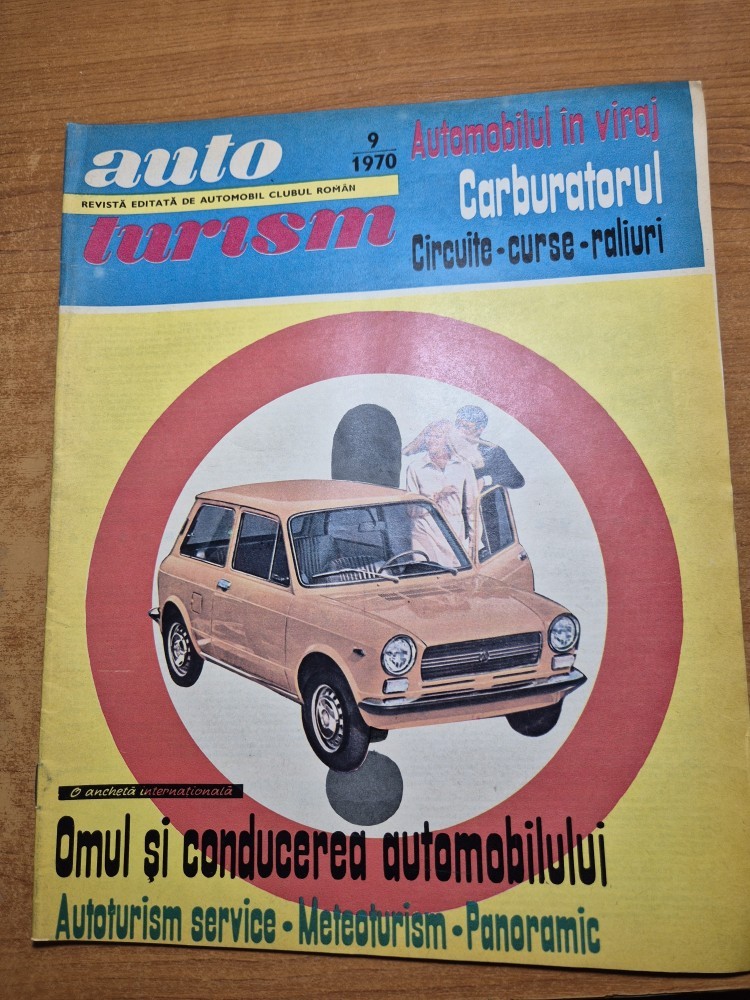 auto
9
1970
REVISTĂ EDITATĂ DE AUTOMOBIL CLUBUL ROMÂN
turism
Automobilul în viraj
Carburatorul
Circuite • curse • raliuri
O anchetă internațională
Omul și conducerea automobilului
Autoturism service • Meteoturism • Panoramic